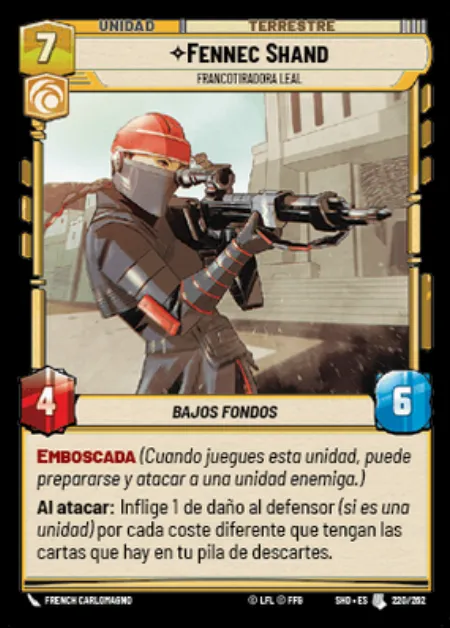 UNIDAD
TERRESTRE
7
FENNEC SHAND
FRANCOTIRADORA LEAL
4
BAJOS FONDOS
6
EMBOSCADA (Cuando juegues esta unidad, puede
prepararse y atacar a una unidad enemiga.)
Al atacar: Inflige 1 de daño al defensor (si es una
unidad) por cada coste diferente que tengan las
cartas que hay en tu pila de descartes.
FRENCH CARLOMAGNO
© LFL © FFG
SHD • ES
220/262